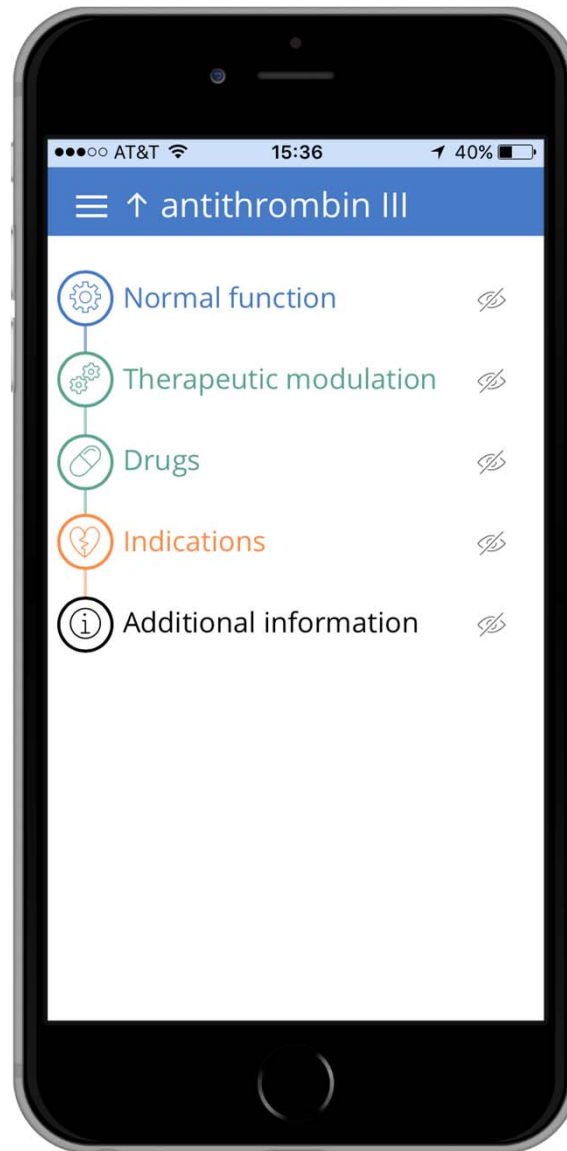 AT&T 15:36 40%
↑ antithrombin III
Normal function
Therapeutic modulation
Drugs
Indications
i Additional information